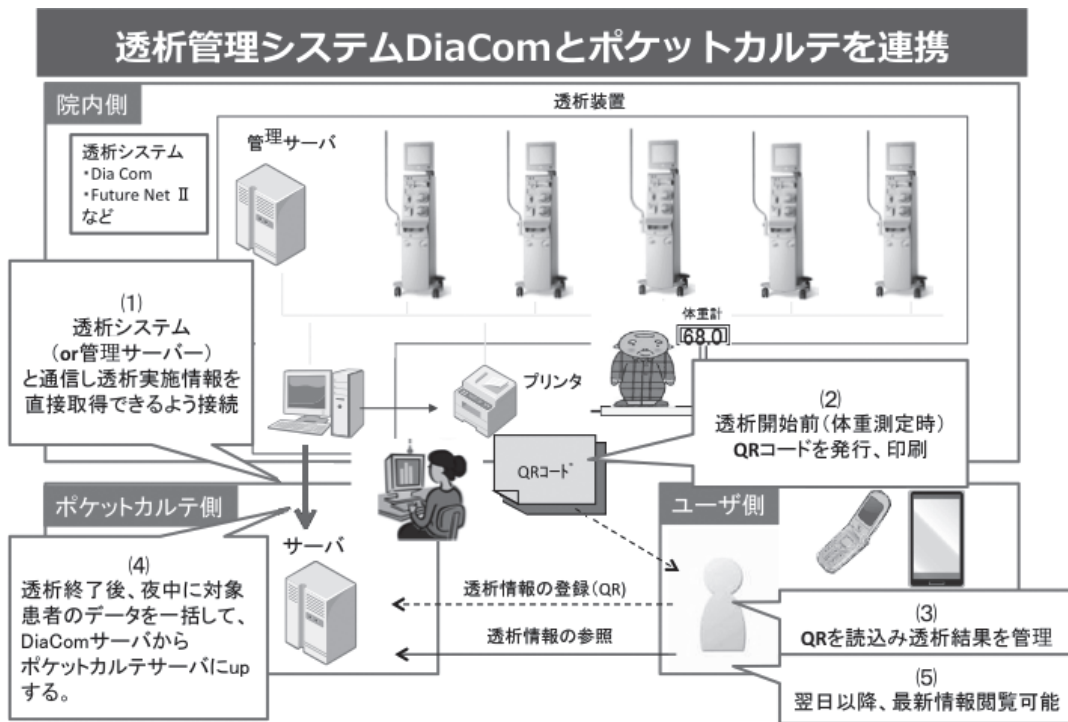 透析管理システムDiaComとポケットカルテを連携
院内側
透析装置
透析システム
・Dia Com
・Future Net Ⅱ
など
管理サーバ
(1)
透析システム
(or管理サーバー)
と通信し透析実施情報を
直接取得できるよう接続
体重計
68.0
プリンタ
(2)
透析開始前(体重測定時)
QRコードを発行、印刷
QRコード
ポケットカルテ側
サーバ
(4)
透析終了後、夜中に対象
患者のデータを一括して、
DiaComサーバから
ポケットカルテサーバにup
する。
ユーザ側
透析情報の登録(QR)
透析情報の参照
(3)
QRを読込み透析結果を管理
(5)
翌日以降、最新情報閲覧可能